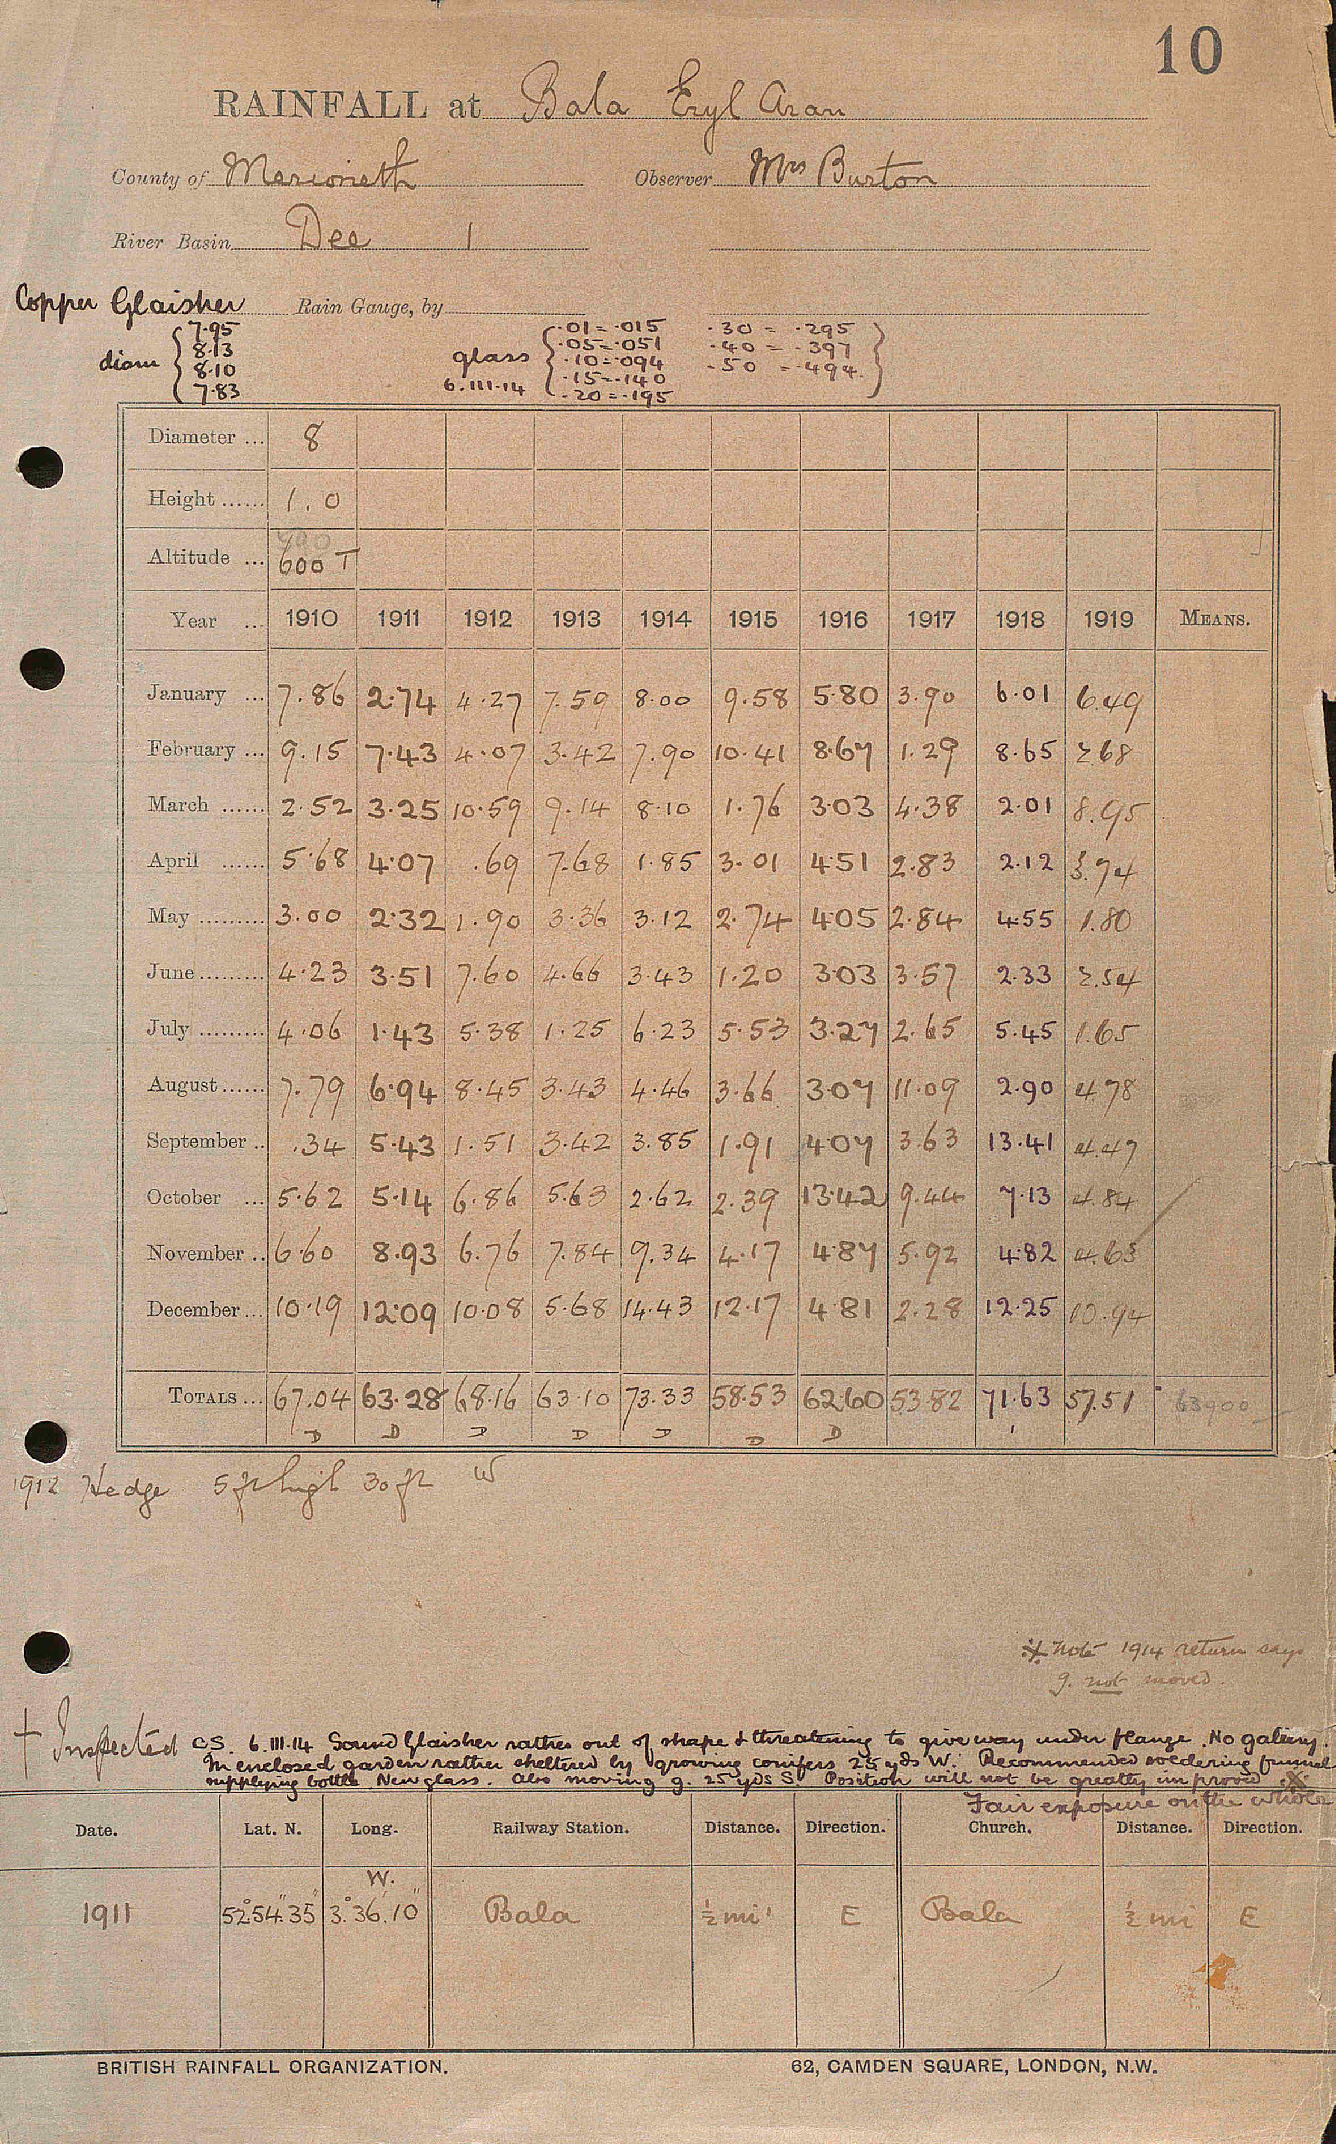 10
RAINFALL at Bala Eryl Aran
County of Merioneth Observer Mrs Burton
River Basin Dee 1
Copper Glaisher Rain Gauge, by
diam { 7.95 8.13 8.10 7.83
glass 6.III.14 { .01=.015 .05=.051 .10=.094 .15=.140 .20=.195 .30=.295 .40=.397 .50=.494 }
Diameter ... 8
Height ...... 1.0
490
Altitude ... 600 T
Year ... 1910 1911 1912 1913 1914 1915 1916 1917 1918 1919 MEANS.
January ... 7.86 2.74 4.27 7.59 8.00 9.58 5.80 3.90 6.01 6.49
February ... 9.15 7.43 4.07 3.42 7.90 10.41 8.67 1.29 8.65 2.68
March ...... 2.52 3.25 10.59 9.14 8.10 1.76 3.03 4.38 2.01 8.95
April ...... 5.68 4.07 .69 7.68 1.85 3.01 4.51 2.83 2.12 3.74
May ......... 3.00 2.32 1.90 3.36 3.12 2.74 4.05 2.84 4.55 1.80
June ......... 4.23 3.51 7.60 4.66 3.43 1.20 3.03 3.57 2.33 2.54
July ......... 4.06 1.43 5.38 1.25 6.23 5.53 3.27 2.65 5.45 1.65
August ...... 7.79 6.94 8.45 3.43 4.46 3.66 3.07 11.09 2.90 4.78
September .. .34 5.43 1.51 3.42 3.85 1.91 4.07 3.63 13.41 4.47
October ... 5.62 5.14 6.86 5.63 2.62 2.39 13.42 9.44 7.13 4.84
November .. 6.60 8.93 6.76 7.84 9.34 4.17 4.87 5.92 4.82 4.63
December ... 10.19 12.09 10.08 5.68 14.43 12.17 4.81 2.28 12.25 10.94
TOTALS ... 67.04 63.28 68.16 63.10 73.33 58.53 62.60 53.82 71.63 57.51 63900
D D D D D D D
1912 Hedge 5 ft high 30 ft W
※ Note 1914 return says
g. not moved.
† Inspected CS. 6.III.14 Sound Glaisher rather out of shape & threatening to give way under flange. No galleny.
In enclosed garden rather sheltered by growing conifers 25 yds W. Recommended soldering funnel
supplying bottle New glass. Also moving g. 25 yds S. Position will not be greatly improved ※
Fair exposure on the whole
Date. Lat. N. Long. Railway Station. Distance. Direction. Church. Distance. Direction.
W.
1911 52°54'35" 3°36'10" Bala ½ mi E Bala ½ mi E
BRITISH RAINFALL ORGANIZATION. 62, CAMDEN SQUARE, LONDON, N.W.